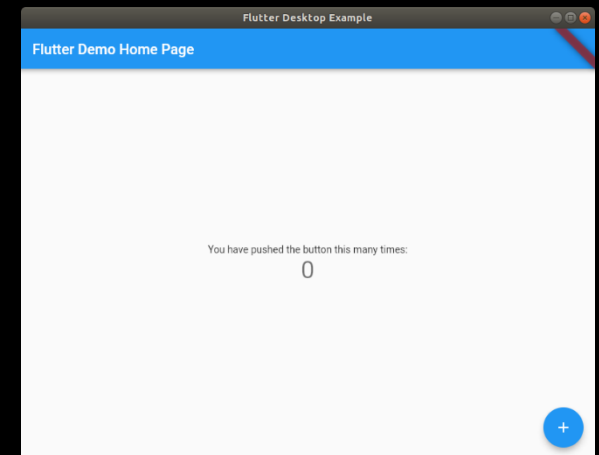 Flutter Desktop Example
Flutter Demo Home Page
You have pushed the button this many times:
0